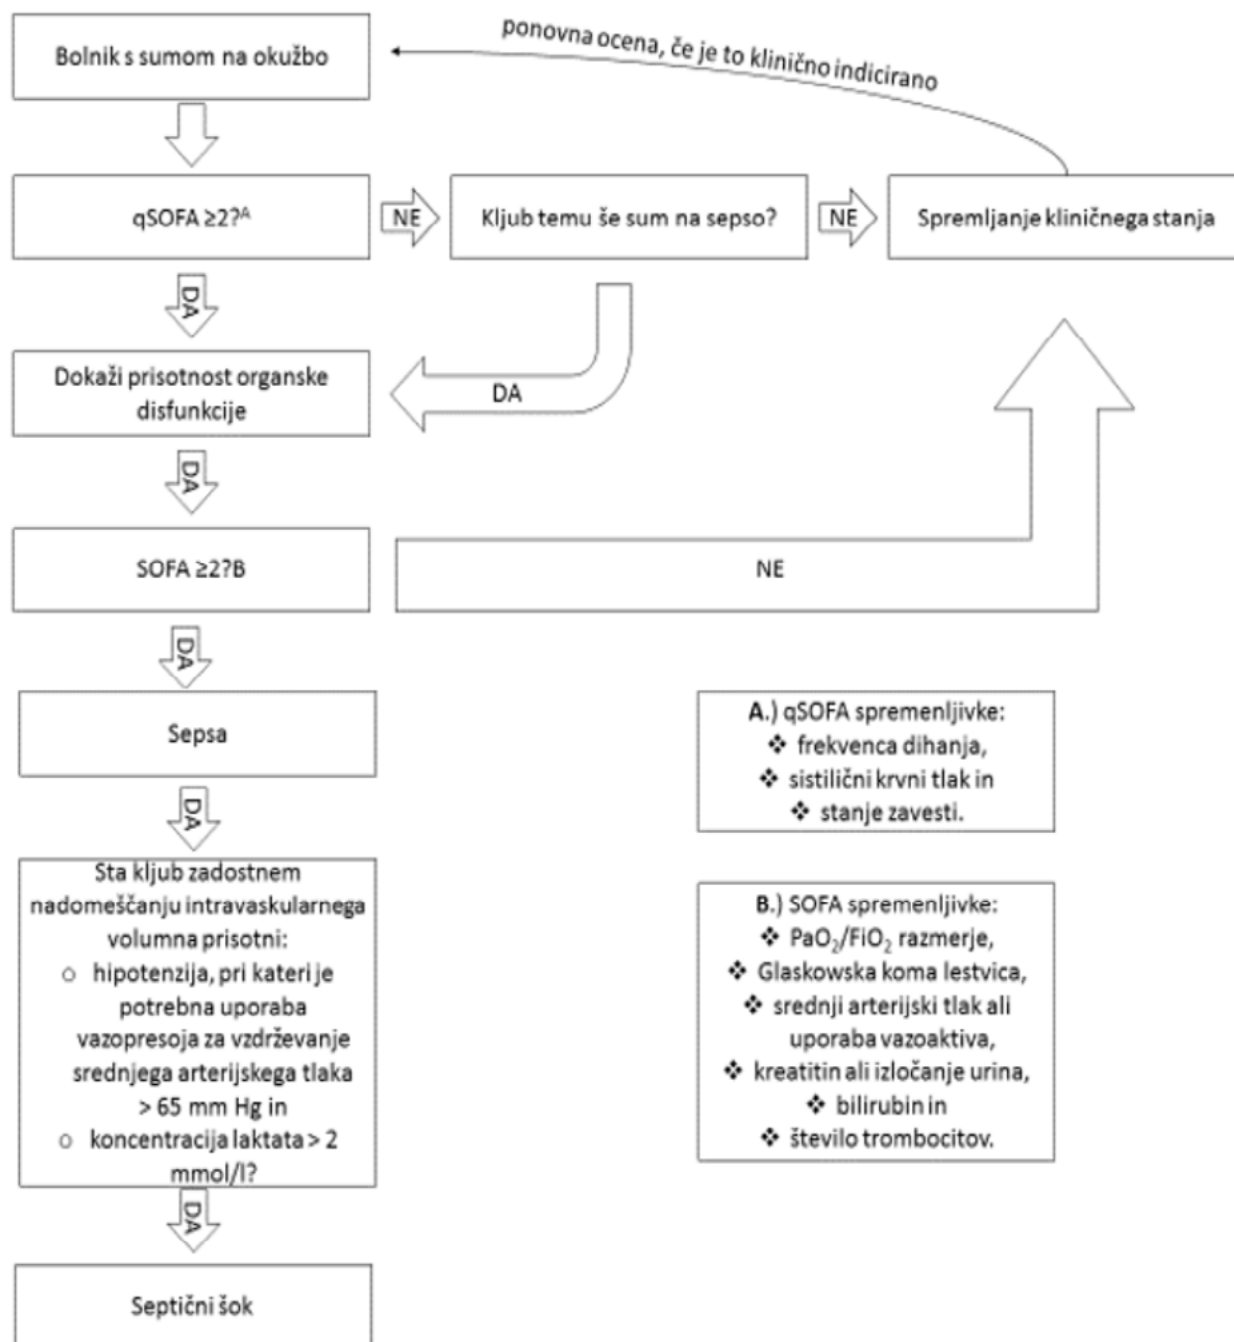 ponovna ocena, če je to klinično indicirano
Bolnik s sumom na okužbo
qSOFA ≥2?ᴬ
NE
Kljub temu še sum na sepso?
NE
Spremljanje kliničnega stanja
DA
DA
Dokaži prisotnost organske
disfunkcije
DA
SOFA ≥2?B
NE
DA
Sepsa
DA
Sta kljub zadostnem
nadomeščanju intravaskularnega
volumna prisotni:
o hipotenzija, pri kateri je
potrebna uporaba
vazopresoja za vzdrževanje
srednjega arterijskega tlaka
> 65 mm Hg in
o koncentracija laktata > 2
mmol/l?
DA
Septični šok
A.) qSOFA spremenljivke:
❖ frekvenca dihanja,
❖ sistilični krvni tlak in
❖ stanje zavesti.
B.) SOFA spremenljivke:
❖ PaO₂/FiO₂ razmerje,
❖ Glaskowska koma lestvica,
❖ srednji arterijski tlak ali
uporaba vazoaktiva,
❖ kreatitin ali izločanje urina,
❖ bilirubin in
❖ število trombocitov.